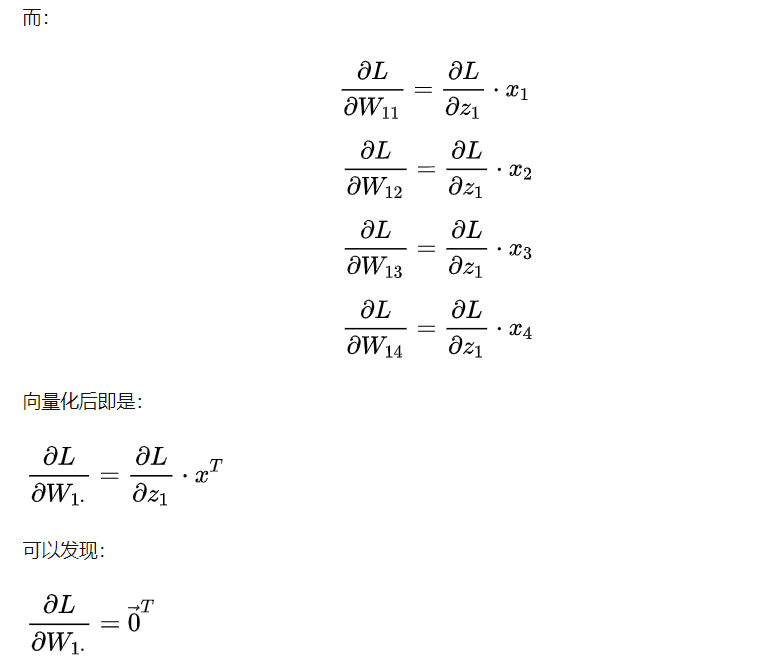 而：
∂L/∂W₁₁ = ∂L/∂z₁ · x₁
∂L/∂W₁₂ = ∂L/∂z₁ · x₂
∂L/∂W₁₃ = ∂L/∂z₁ · x₃
∂L/∂W₁₄ = ∂L/∂z₁ · x₄
向量化后即是：
∂L/∂W₁. = ∂L/∂z₁ · xᵀ
可以发现：
∂L/∂W₁. = 0⃗ᵀ